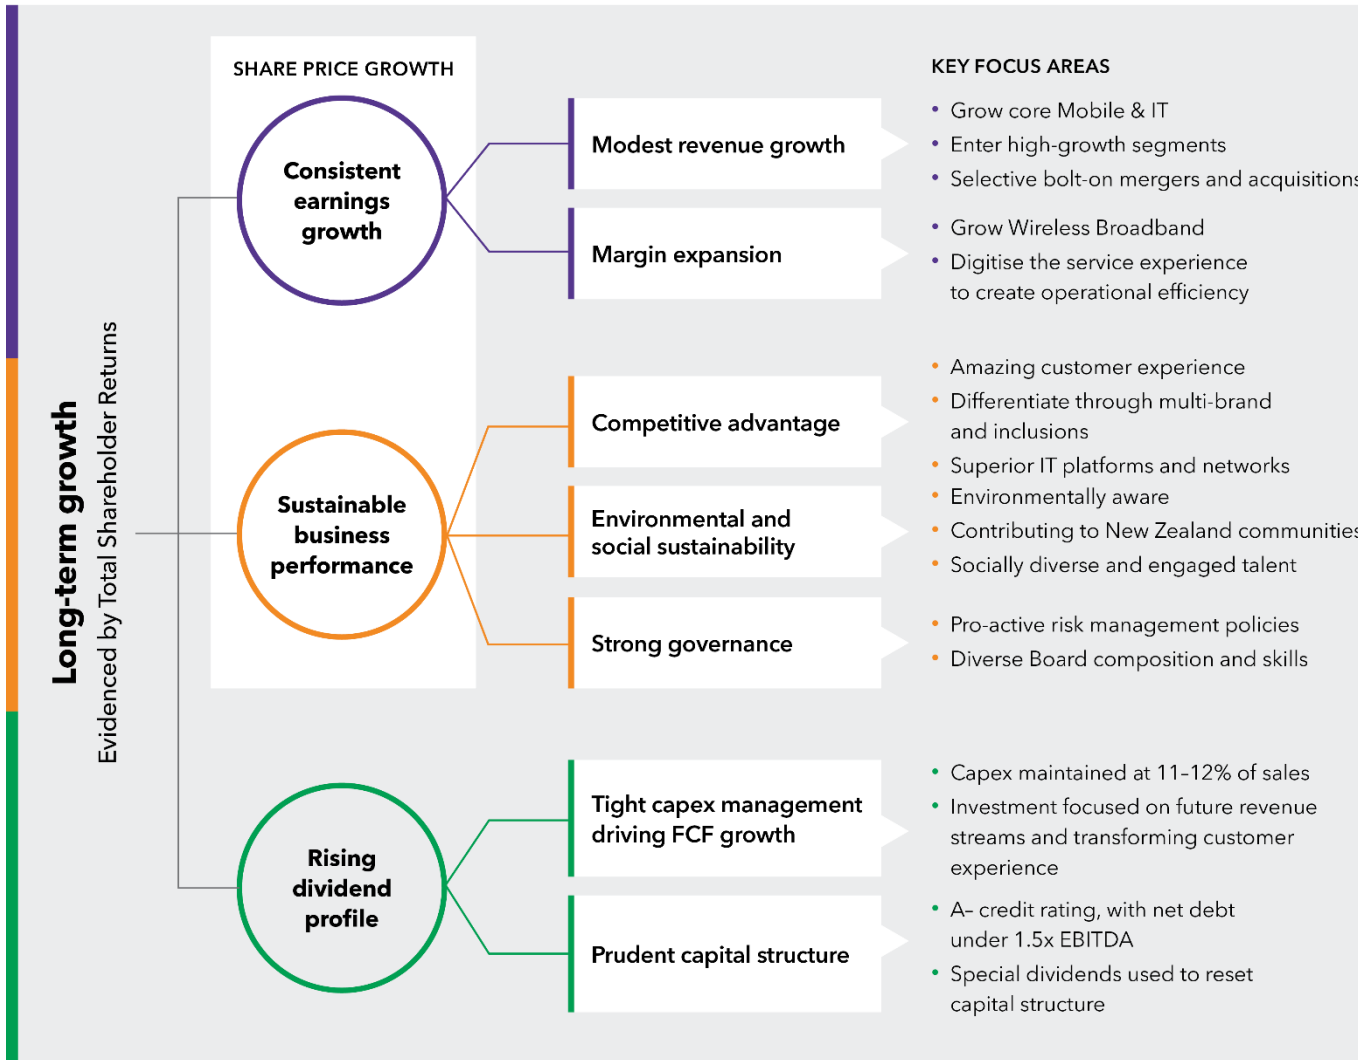 Long-term growth
Evidenced by Total Shareholder Returns
SHARE PRICE GROWTH
KEY FOCUS AREAS
Consistent
earnings
growth
Modest revenue growth
• Grow core Mobile & IT
• Enter high-growth segments
• Selective bolt-on mergers and acquisitions
Margin expansion
• Grow Wireless Broadband
• Digitise the service experience
to create operational efficiency
Sustainable
business
performance
Competitive advantage
• Amazing customer experience
• Differentiate through multi-brand
and inclusions
• Superior IT platforms and networks
Environmental and
social sustainability
• Environmentally aware
• Contributing to New Zealand communities
• Socially diverse and engaged talent
Strong governance
• Pro-active risk management policies
• Diverse Board composition and skills
Rising
dividend
profile
Tight capex management
driving FCF growth
• Capex maintained at 11–12% of sales
• Investment focused on future revenue
streams and transforming customer
experience
Prudent capital structure
• A– credit rating, with net debt
under 1.5x EBITDA
• Special dividends used to reset
capital structure